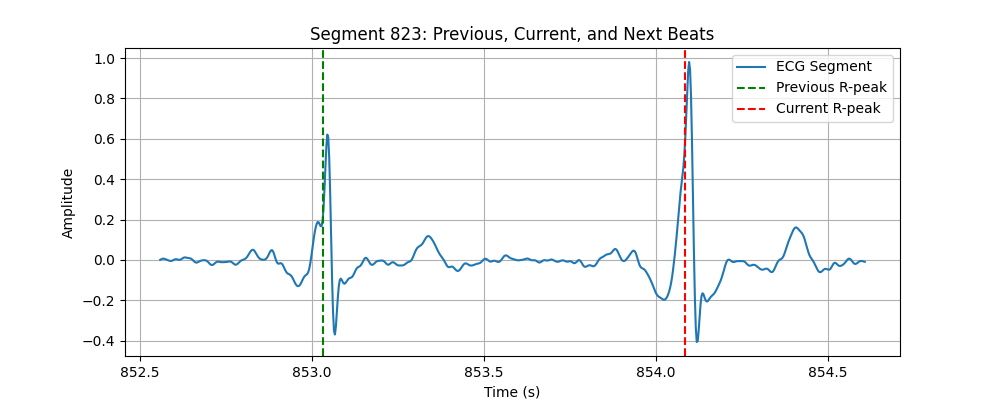 Segment 823: Previous, Current, and Next Beats
ECG Segment
Previous R-peak
Current R-peak
Amplitude
1.0
0.8
0.6
0.4
0.2
0.0
−0.2
−0.4
852.5
853.0
853.5
854.0
854.5
Time (s)